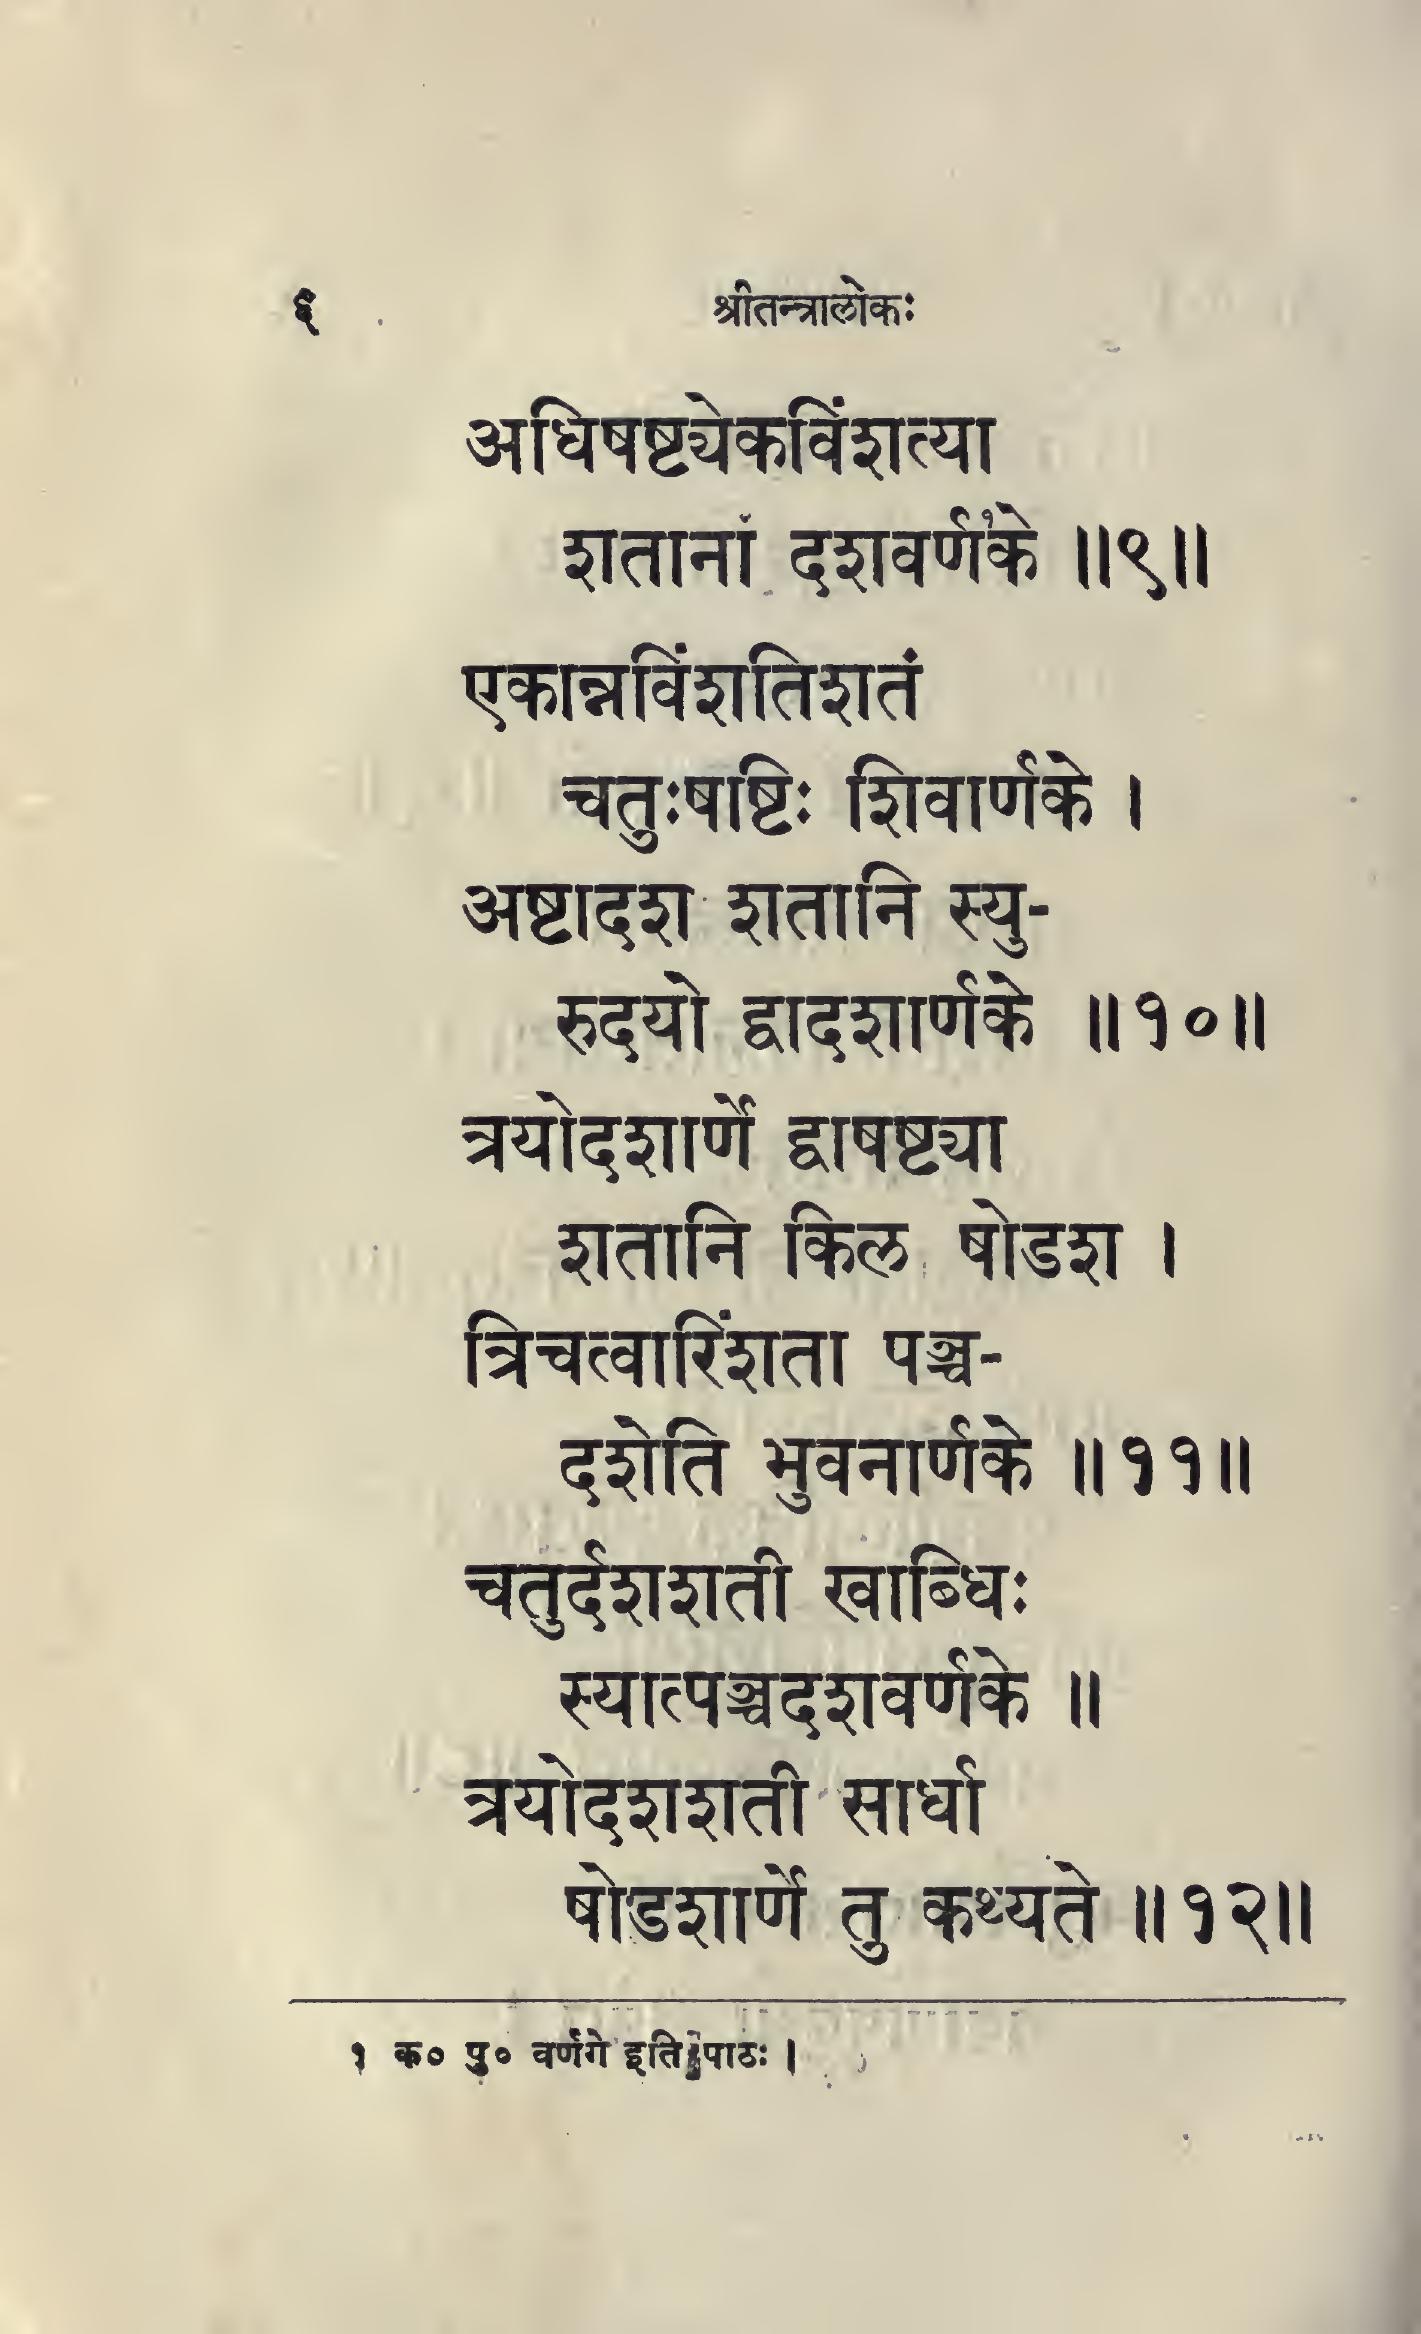 ६ श्रीतन्त्रालोकः
अधिषष्ट्येकविंशत्या
शतानां दशवर्णके१ ॥९॥
एकान्नविंशतिशतं
चतुःषष्टिः शिवार्णके ।
अष्टादश शतानि स्यु-
रुदयो द्वादशार्णके ॥१०॥
त्रयोदशार्णे द्वाषष्ट्या
शतानि किल षोडश ।
त्रिचत्वारिंशता पञ्च-
दशेति भुवनार्णके ॥११॥
चतुर्दशशती खाब्धिः
स्यात्पञ्चदशवर्णके ॥
त्रयोदशशती सार्धा
षोडशार्णे तु कथ्यते ॥१२॥
१ क० पु० वर्णगे इति पाठः ।